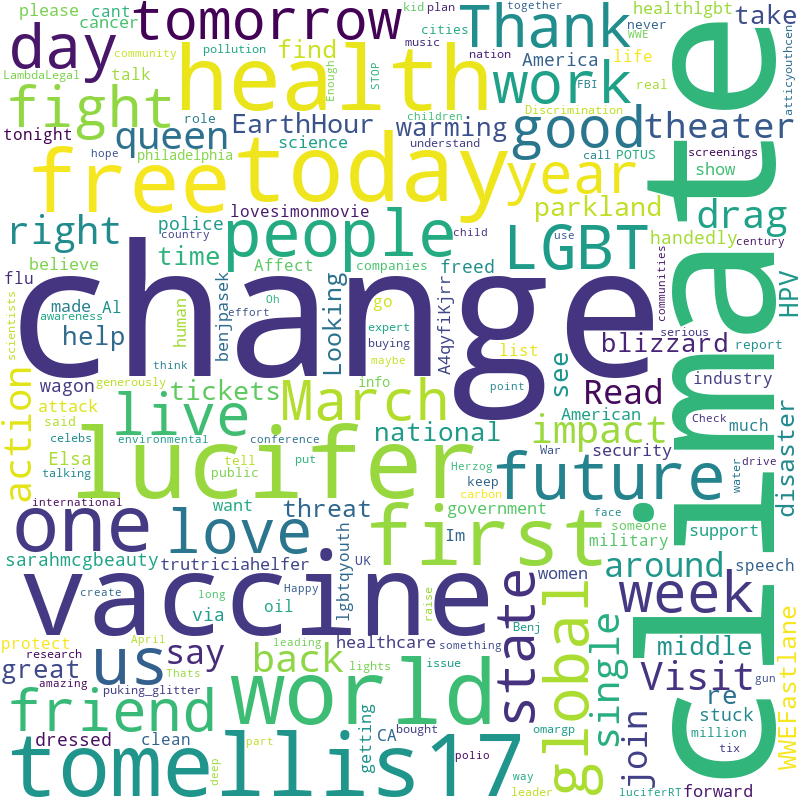 please
cant
cancer
tomorrow
kid
plan
together
Thank
healthlgbt
take
cities
music
never
WWE
day
community
pollution
find
nation
America
life
LambdaLegal
talk
health
Enough
STOP
work
FBI
real
atticyouthcen
fight
role
EarthHour
children
Discrimination
climate
tonight
queen
science
warming
good
theater
hope
philadelphia
understand
call
POTUS
screenings
show
free
today
year
right
police
lovesimonmovie
parkland
drag
country
people
child
LGBT
handedly
century
believe
time
Affect
companies
freed
use
communities
HPV
flu
made
Al
human
benjpasek
Oh
Looking
go
A4qyfiKjrr
list
serious
report
scientists
awareness
effort
expert
see
blizzard
help
change
buying
maybe
think
wagon
generously
tickets
info
March
point
Read
industry
action
attack
said
live
American
Check
much
celebs
environmental
conference
national
impact
disaster
Elsa
talking
lucifer
tell
public
put
Herzog
War
security
water
drive
keep
carbon
future
international
want
threat
government
face
someone
one
love
first
Im
military
support
sarahmcgbeauty
trutriciahelfer
lgbtqyouth
UK
around
speech
create
long
Happy
vaccine
women
week
via
oil
raise
state
global
protect
April
leading
healthcare
something
Benj
single
middle
research
us
say
back
great
Thats
lights
issue
Visit
gun
WWEFastlane
amazing
puking_glitter
world
re
friend
stuck
dressed
clean
getting
CA
bought
omargp
join
million
tomellis17
part
polio
tix
deep
way
leader
luciferRT
forward